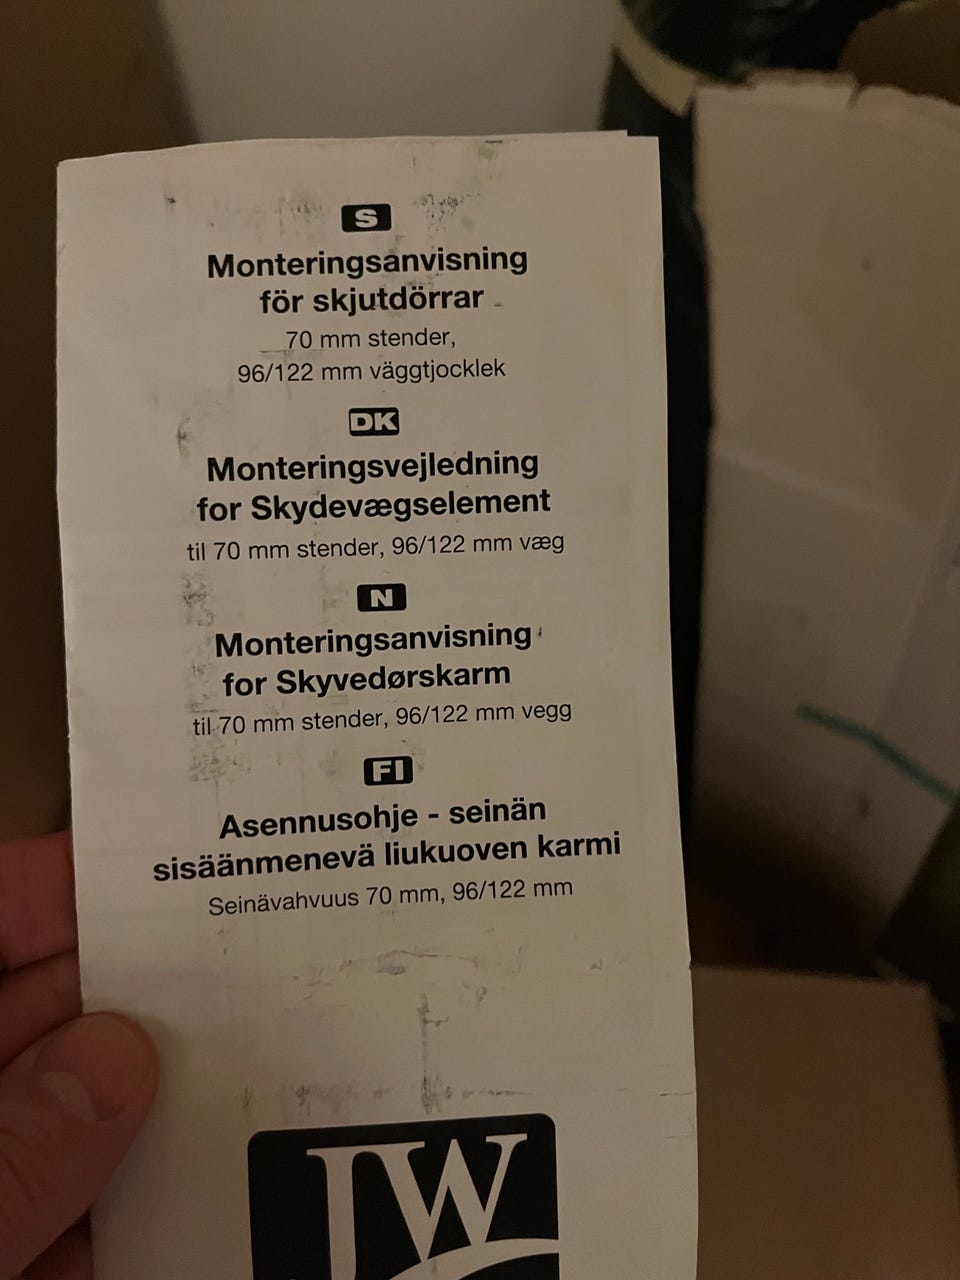 S
Monteringsanvisning
för skjutdörrar
70 mm stender,
96/122 mm väggtjocklek
DK
Monteringsvejledning
for Skydevægselement
til 70 mm stender, 96/122 mm væg
N
Monteringsanvisning
for Skyvedørskarm
til 70 mm stender, 96/122 mm vegg
FI
Asennusohje - seinän
sisäänmenevä liukuoven karmi
Seinävahvuus 70 mm, 96/122 mm
JW